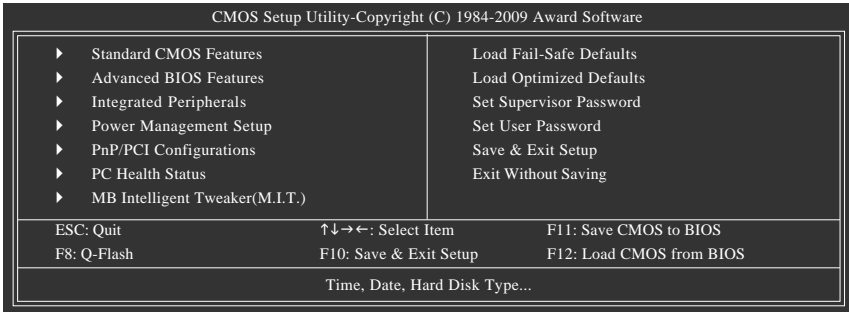 CMOS Setup Utility-Copyright (C) 1984-2009 Award Software
Standard CMOS Features
Advanced BIOS Features
Integrated Peripherals
Power Management Setup
PnP/PCI Configurations
PC Health Status
MB Intelligent Tweaker(M.I.T.)
Load Fail-Safe Defaults
Load Optimized Defaults
Set Supervisor Password
Set User Password
Save & Exit Setup
Exit Without Saving
ESC: Quit ↑↓→←: Select Item F11: Save CMOS to BIOS
F8: Q-Flash F10: Save & Exit Setup F12: Load CMOS from BIOS
Time, Date, Hard Disk Type...